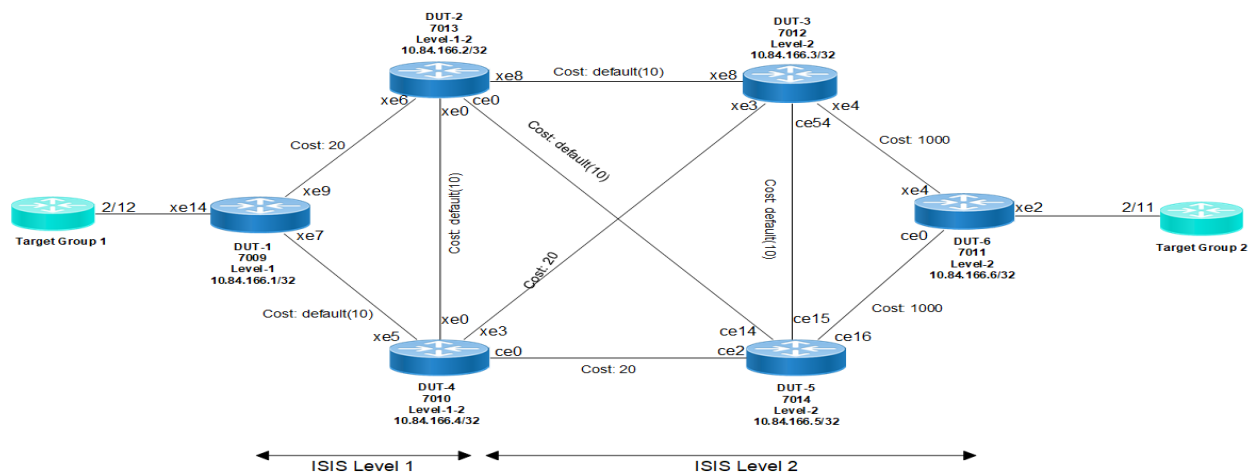 DUT-2
7013
Level-1-2
10.84.166.2/32
DUT-3
7012
Level-2
10.84.166.3/32
xe8
Cost: default(10)
xe8
xe6
ce0
xe0
xe3
xe4
ce54
Cost: 20
Cost: default(10)
Cost: default(10)
Cost: default(10)
Cost: 20
Cost: 1000
xe9
xe4
2/12
xe14
xe2
2/11
Target Group 1
xe7
ce0
Target Group 2
DUT-1
7009
Level-1
10.84.166.1/32
DUT-6
7011
Level-2
10.84.166.6/32
Cost: default(10)
Cost: 1000
xe5
xe0
xe3
ce0
ce14
ce15
ce2
ce16
Cost: 20
DUT-4
7010
Level-1-2
10.84.166.4/32
DUT-5
7014
Level-2
10.84.166.5/32
ISIS Level 1
ISIS Level 2